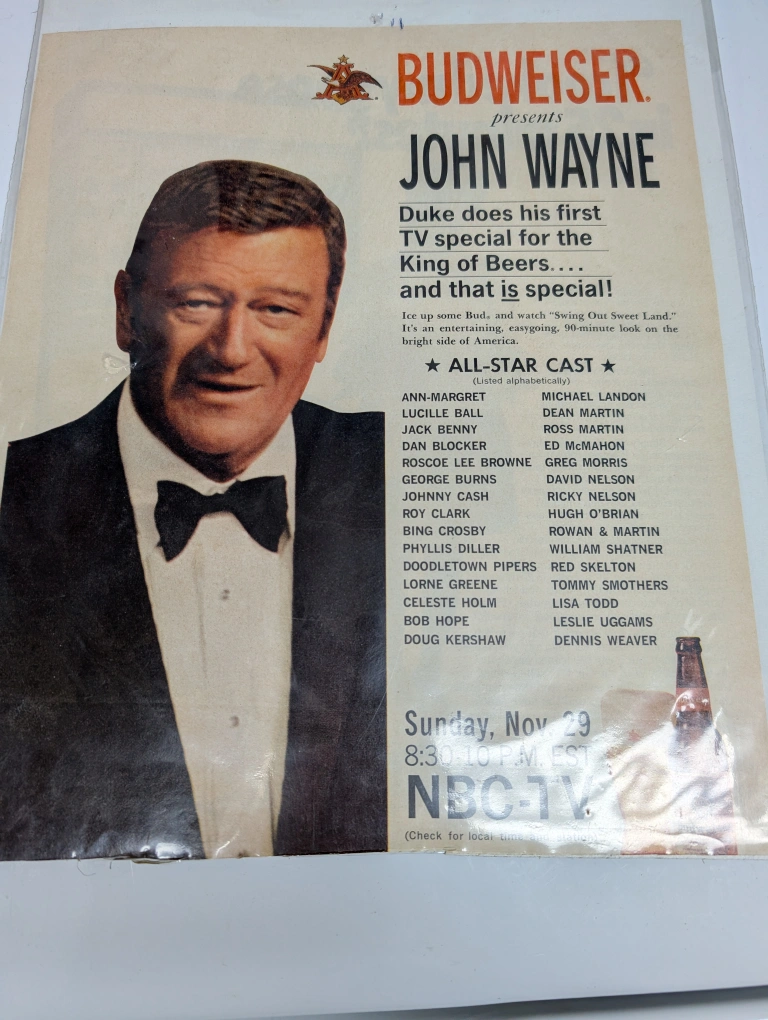 BUDWEISER®
presents
JOHN WAYNE
Duke does his first
TV special for the
King of Beers....
and that is special!
Ice up some Bud® and watch “Swing Out Sweet Land.”
It’s an entertaining, easygoing, 90-minute look on the
bright side of America.
★ ALL-STAR CAST ★
(Listed alphabetically)
ANN-MARGRET
LUCILLE BALL
JACK BENNY
DAN BLOCKER
ROSCOE LEE BROWNE
GEORGE BURNS
JOHNNY CASH
ROY CLARK
BING CROSBY
PHYLLIS DILLER
DOODLETOWN PIPERS
LORNE GREENE
CELESTE HOLM
BOB HOPE
DOUG KERSHAW
MICHAEL LANDON
DEAN MARTIN
ROSS MARTIN
ED McMAHON
GREG MORRIS
DAVID NELSON
RICKY NELSON
HUGH O'BRIAN
ROWAN & MARTIN
WILLIAM SHATNER
RED SKELTON
TOMMY SMOTHERS
LISA TODD
LESLIE UGGAMS
DENNIS WEAVER
Sunday, Nov. 29
8:30-10 P.M. EST
NBC-TV
(Check for local time and station)